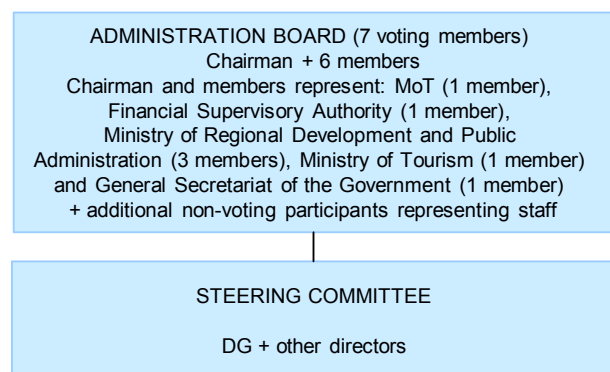 ADMINISTRATION BOARD (7 voting members)
Chairman + 6 members
Chairman and members represent: MoT (1 member),
Financial Supervisory Authority (1 member),
Ministry of Regional Development and Public
Administration (3 members), Ministry of Tourism (1 member)
and General Secretariat of the Government (1 member)
+ additional non-voting participants representing staff
STEERING COMMITTEE
DG + other directors